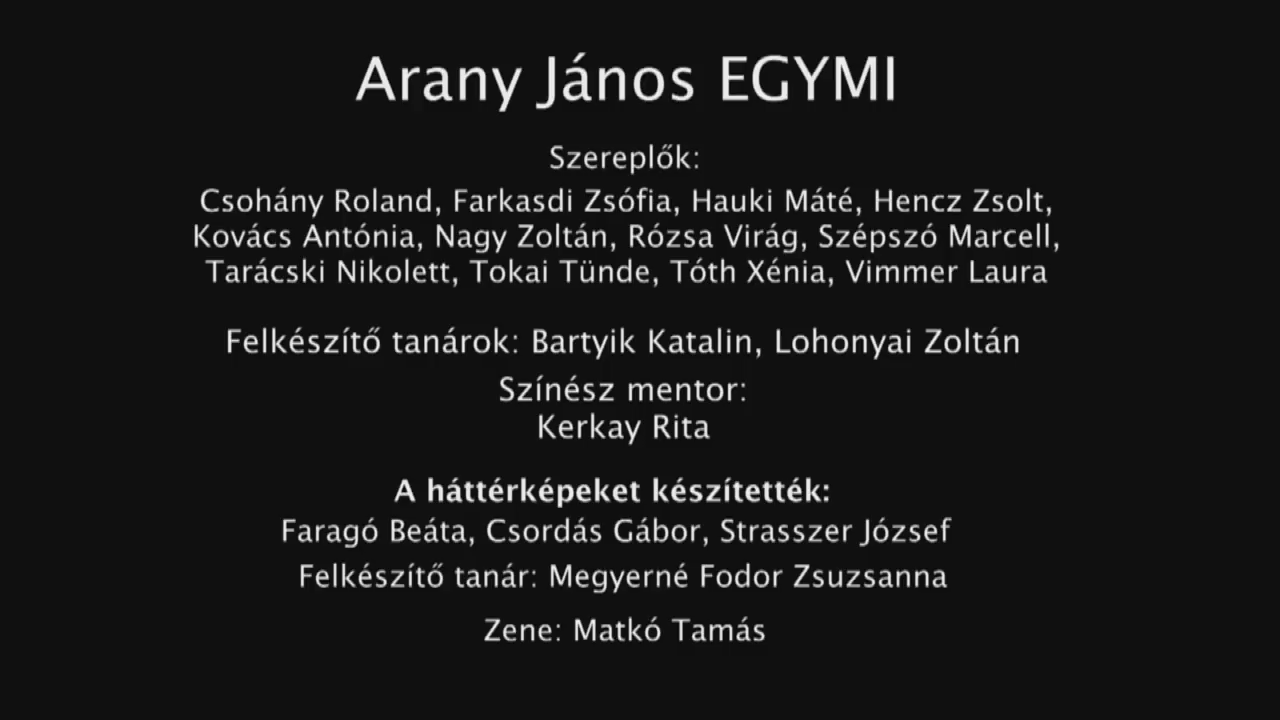 Arany János EGYMI
Szereplők:
Csohány Roland, Farkasdi Zsófia, Hauki Máté, Hencz Zsolt,
Kovács Antónia, Nagy Zoltán, Rózsa Virág, Szépszó Marcell,
Tarácski Nikolett, Tokai Tünde, Tóth Xénia, Vimmer Laura
Felkészítő tanárok: Bartyik Katalin, Lohonyai Zoltán
Színész mentor:
Kerkay Rita
A háttérképeket készítették:
Faragó Beáta, Csordás Gábor, Strasszer József
Felkészítő tanár: Megyerné Fodor Zsuzsanna
Zene: Matkó Tamás